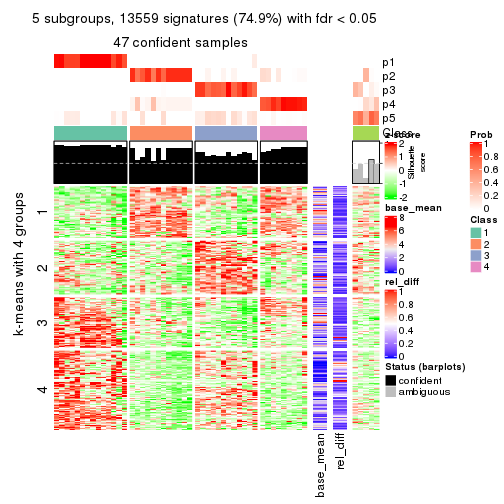 5 subgroups, 13559 signatures (74.9%) with fdr < 0.05
47 confident samples
p1
p2
p3
p4
p5
Class
z-score
2
1
0
-1
-2
Silhouette
score
Prob
1
0.8
0.6
0.4
0.2
0
base_mean
8
6
4
2
0
Class
1
2
3
4
rel_diff
1
0.8
0.6
0.4
0.2
0
Status (barplots)
confident
ambiguous
k-means with 4 groups
1
2
3
4
base_mean
rel_diff